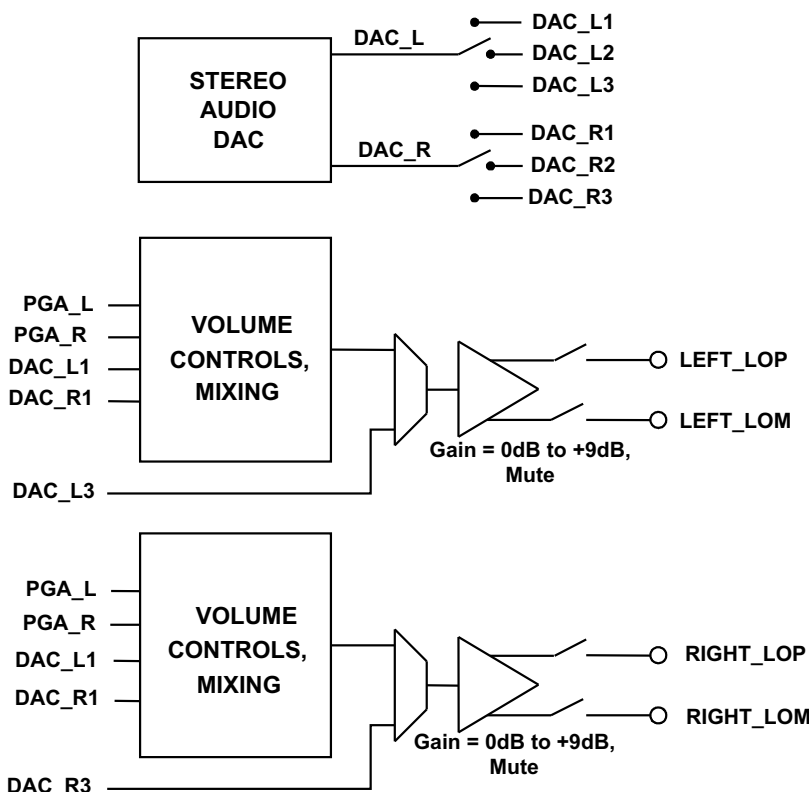 DAC_L
DAC_L1
DAC_L2
DAC_L3
STEREO
AUDIO
DAC
DAC_R
DAC_R1
DAC_R2
DAC_R3
PGA_L
PGA_R
DAC_L1
DAC_R1
VOLUME
CONTROLS,
MIXING
LEFT_LOP
LEFT_LOM
Gain = 0dB to +9dB,
Mute
DAC_L3
PGA_L
PGA_R
DAC_L1
DAC_R1
VOLUME
CONTROLS,
MIXING
RIGHT_LOP
RIGHT_LOM
Gain = 0dB to +9dB,
Mute
DAC_R3